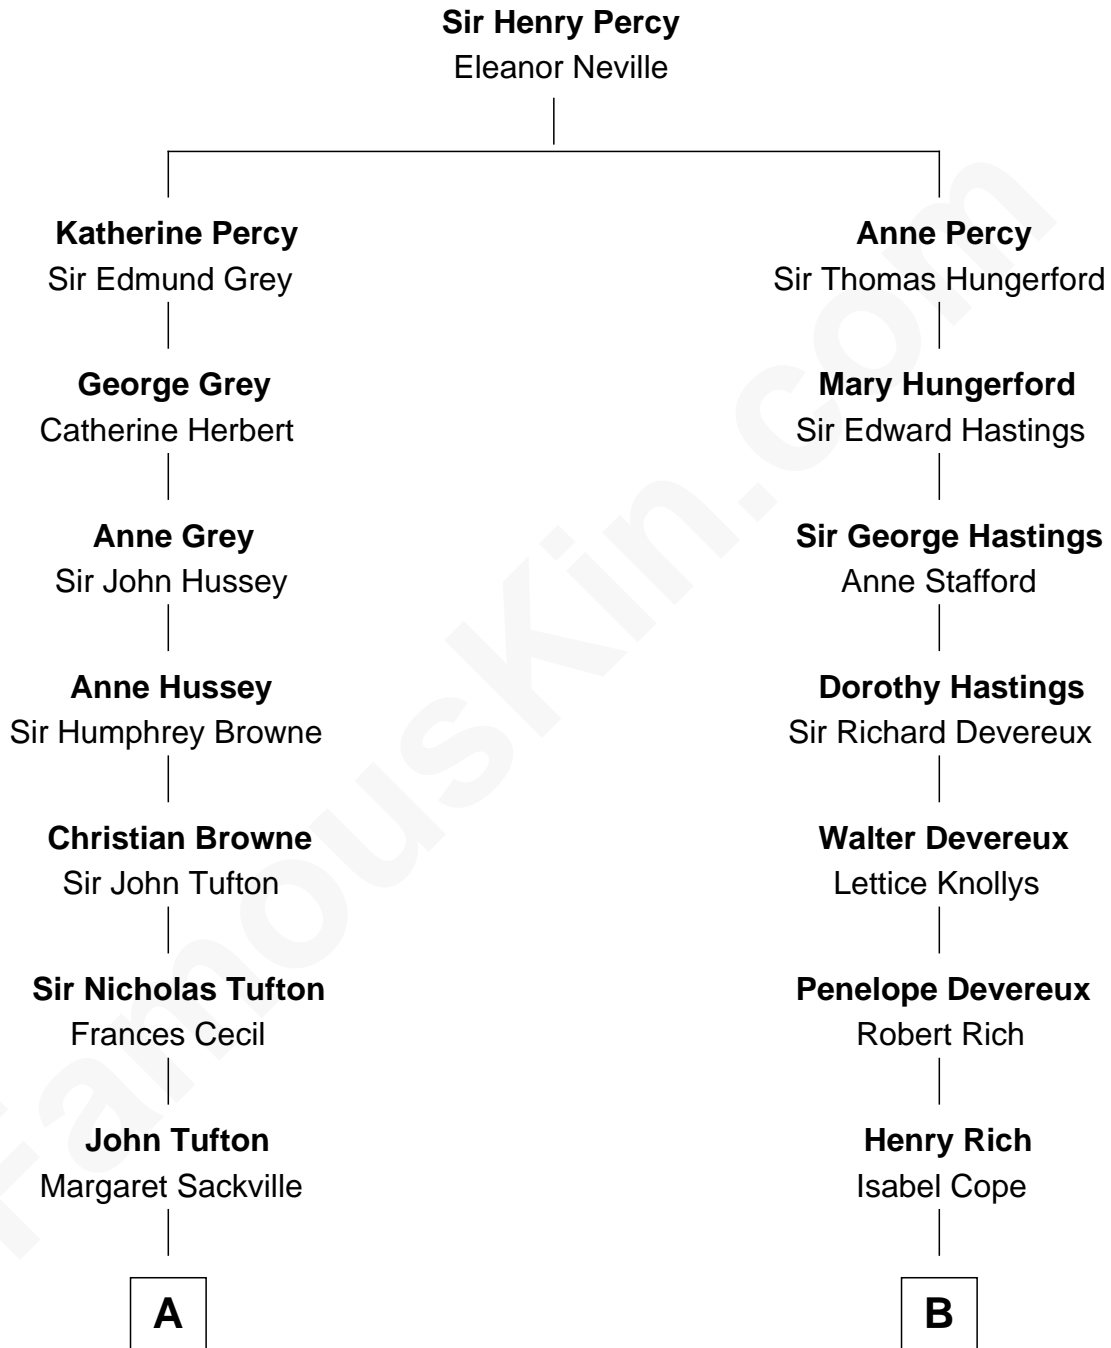 Sir Henry Percy
Eleanor Neville
Katherine Percy
Sir Edmund Grey
Anne Percy
Sir Thomas Hungerford
George Grey
Catherine Herbert
Mary Hungerford
Sir Edward Hastings
Anne Grey
Sir John Hussey
Sir George Hastings
Anne Stafford
Anne Hussey
Sir Humphrey Browne
Dorothy Hastings
Sir Richard Devereux
Christian Browne
Sir John Tufton
Walter Devereux
Lettice Knollys
Sir Nicholas Tufton
Frances Cecil
Penelope Devereux
Robert Rich
John Tufton
Margaret Sackville
Henry Rich
Isabel Cope
A
B
FamousKin.com